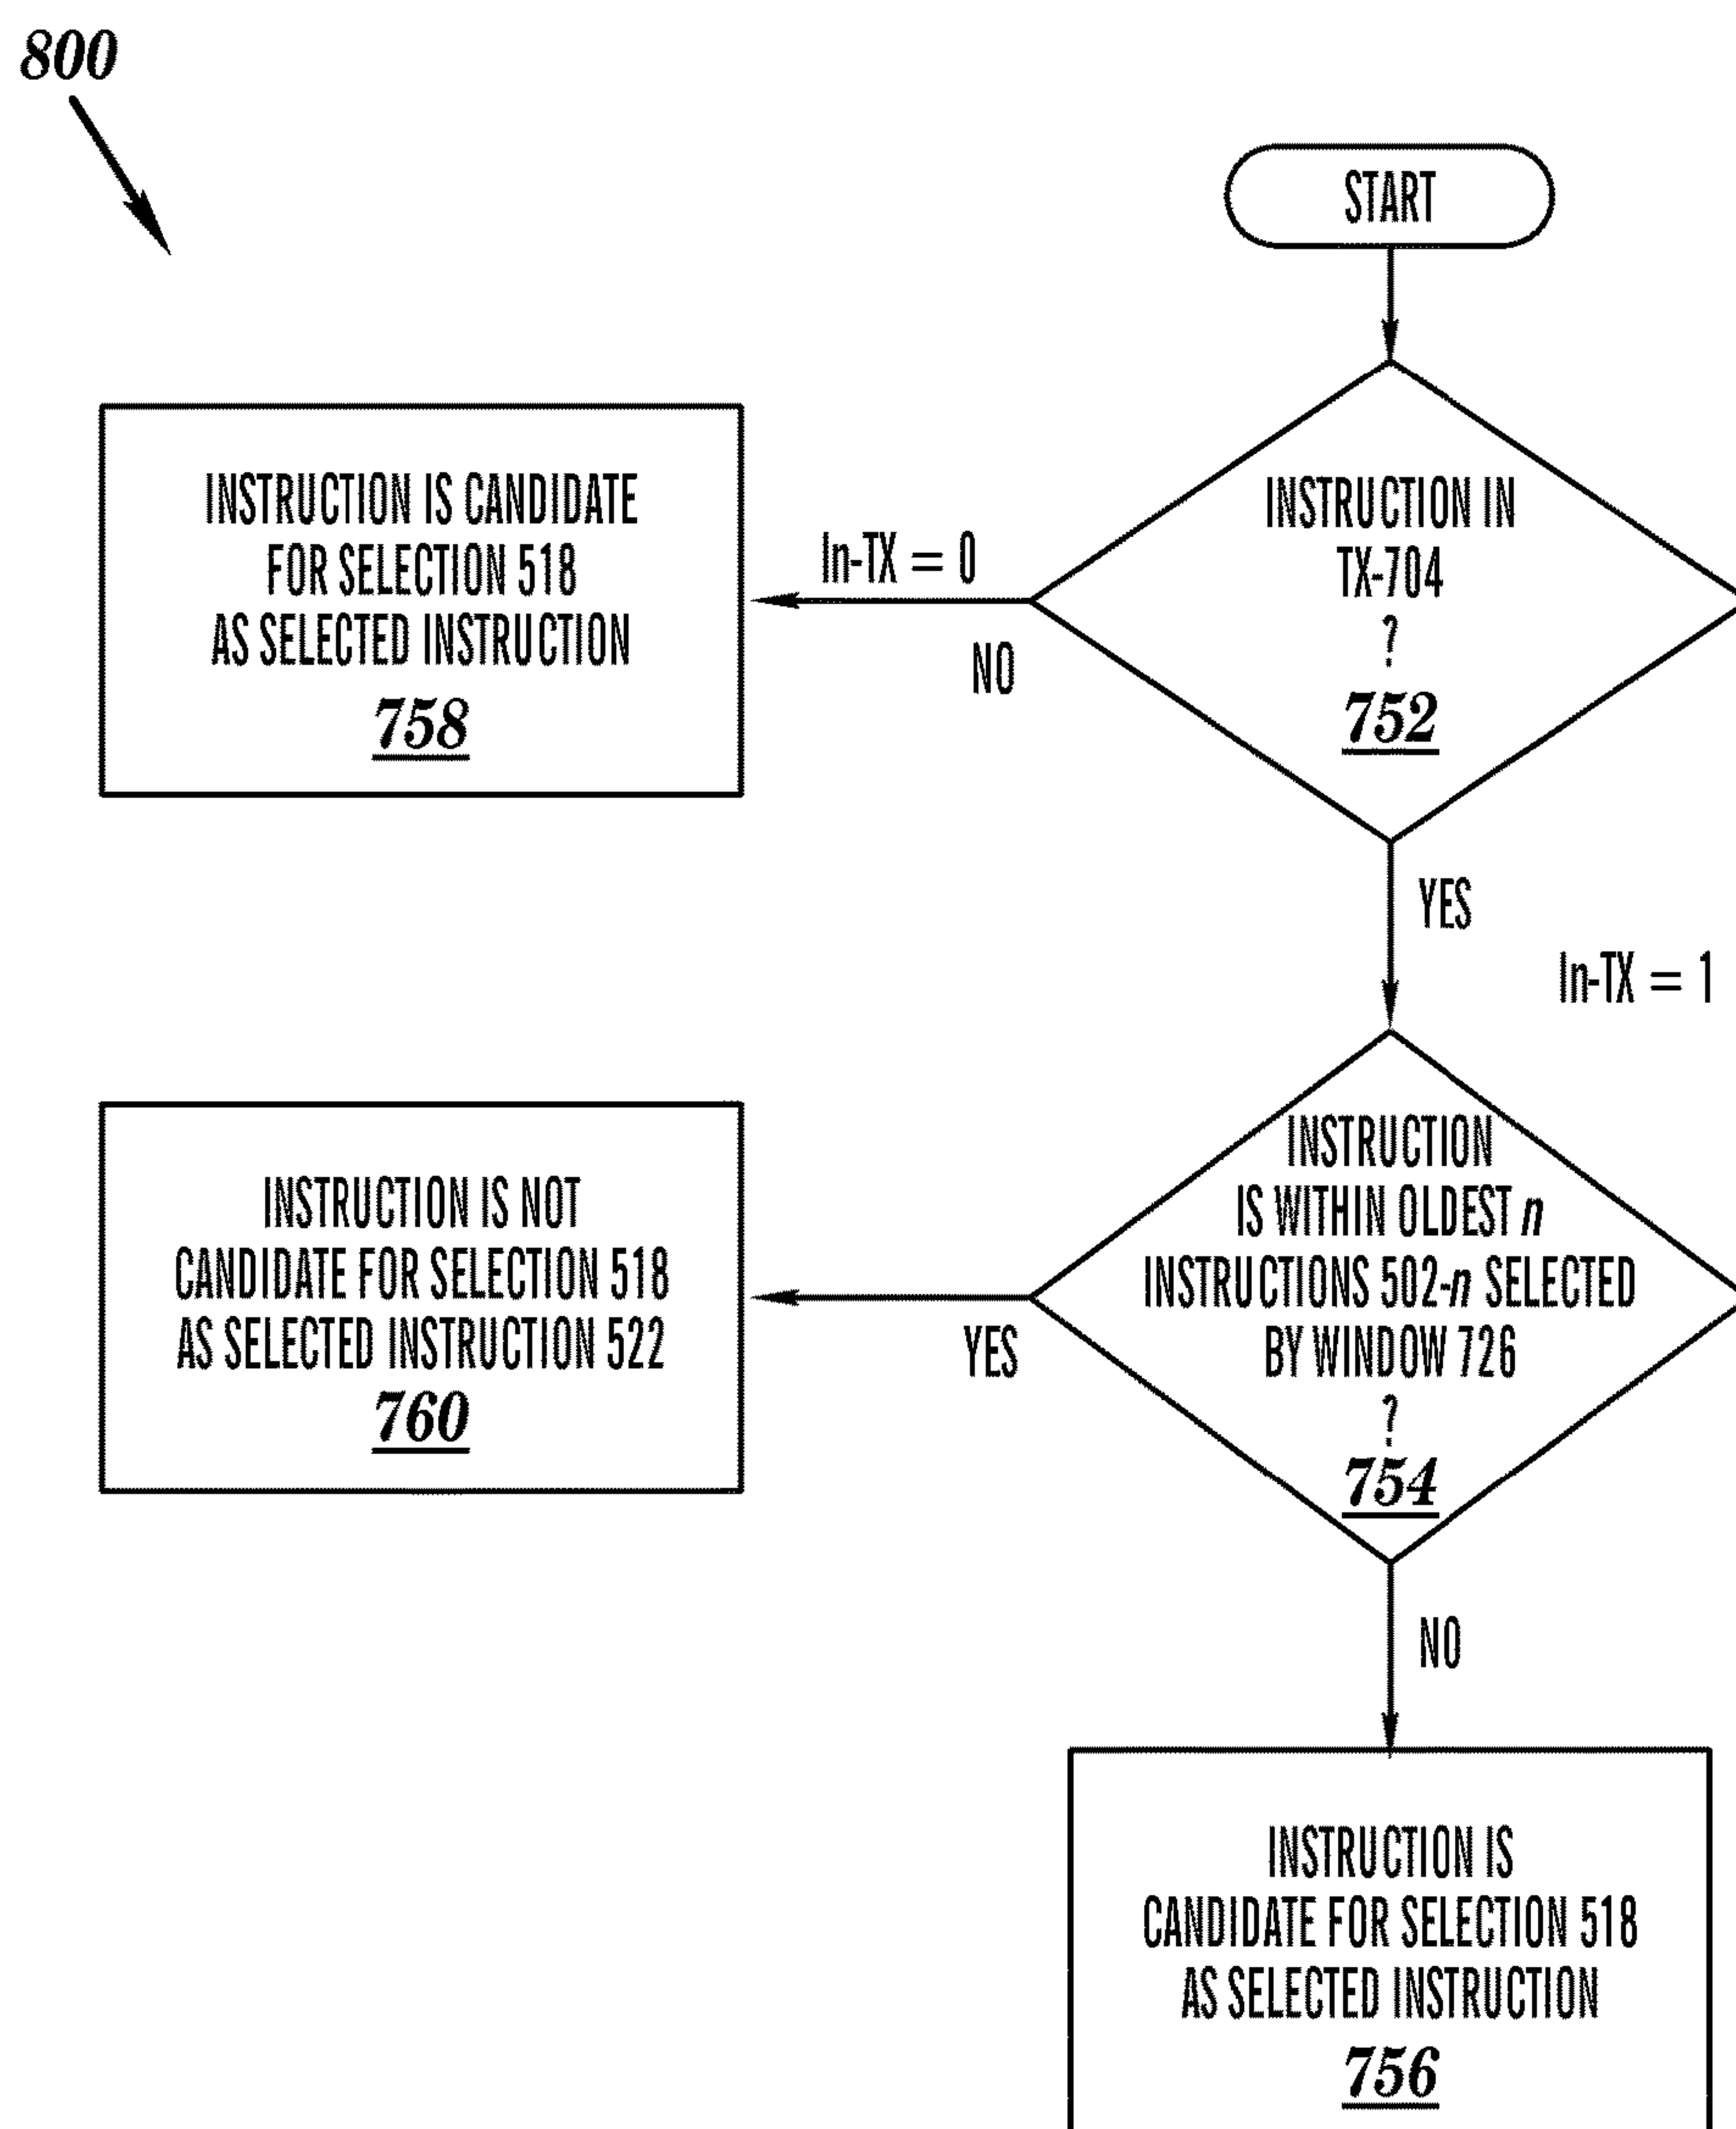 800
START
INSTRUCTION IN
TX-704
?
752
In-TX = 0
NO
INSTRUCTION IS CANDIDATE
FOR SELECTION 518
AS SELECTED INSTRUCTION
758
YES
In-TX = 1
INSTRUCTION
IS WITHIN OLDEST n
INSTRUCTIONS 502-n SELECTED
BY WINDOW 726
?
754
YES
INSTRUCTION IS NOT
CANDIDATE FOR SELECTION 518
AS SELECTED INSTRUCTION 522
760
NO
INSTRUCTION IS
CANDIDATE FOR SELECTION 518
AS SELECTED INSTRUCTION
756